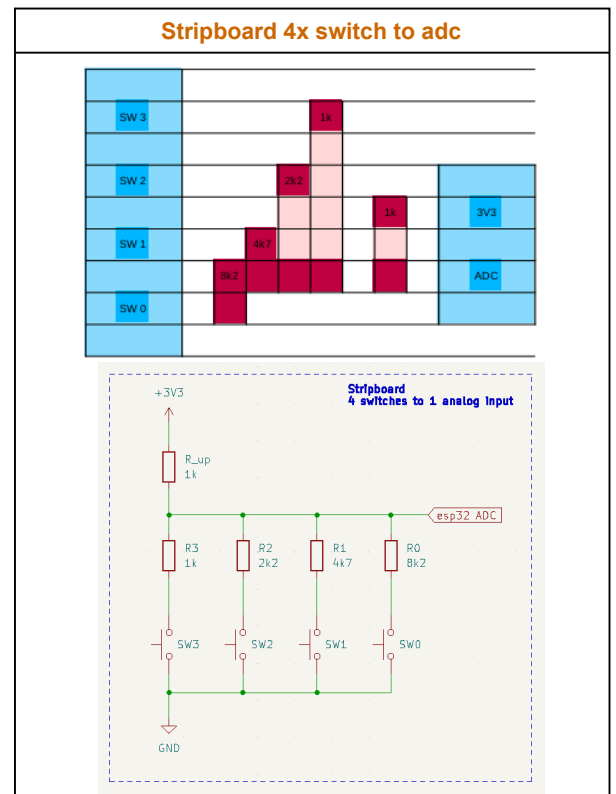 Stripboard 4x switch to adc
SW 3
1k
SW 2
2k2
1k
3V3
SW 1
4k7
8k2
ADC
SW 0
+3V3
Stripboard
4 switches to 1 analog input
R_up
1k
esp32 ADC
R3
1k
R2
2k2
R1
4k7
R0
8k2
SW3
SW2
SW1
SW0
GND